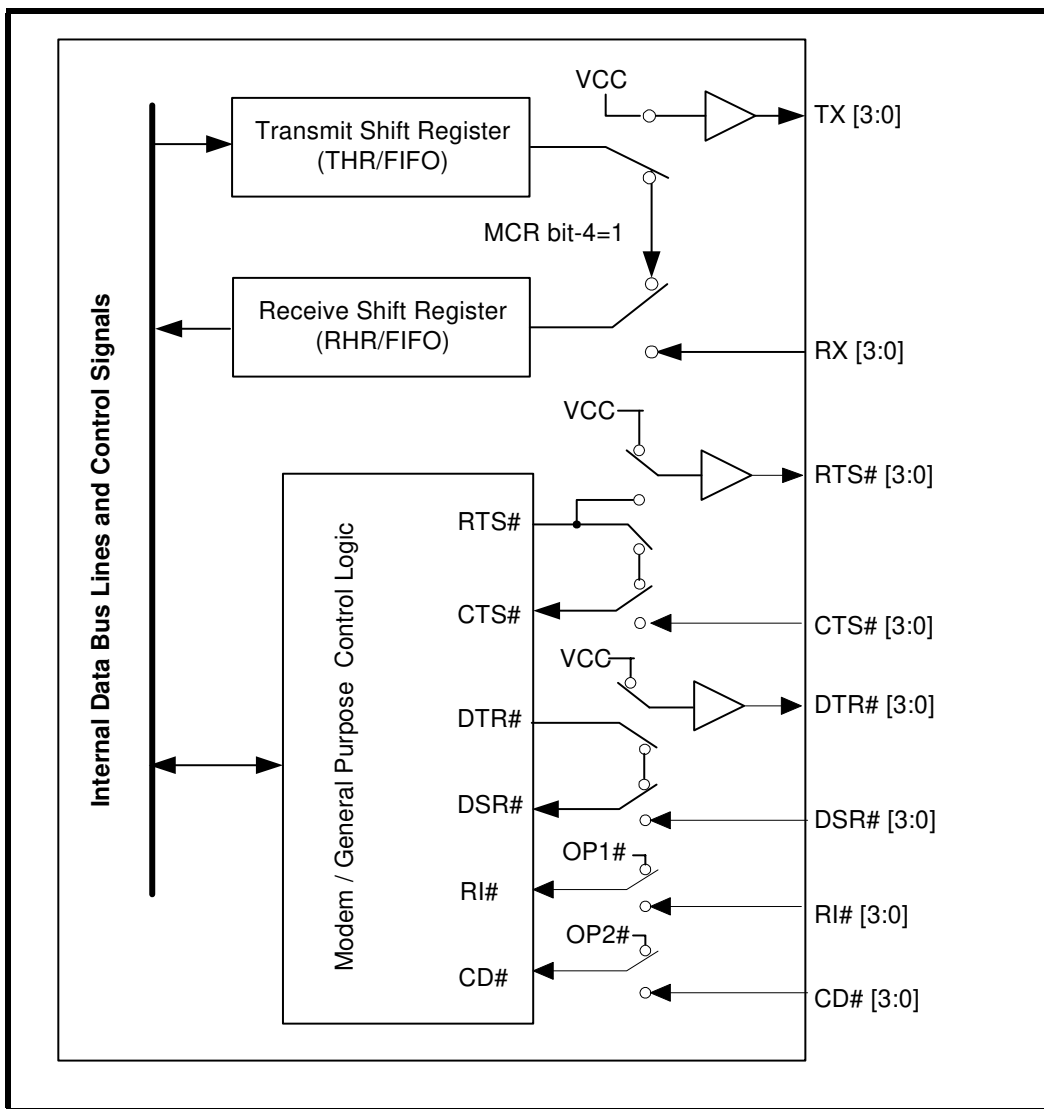 VCC
TX [3:0]
Transmit Shift Register
(THR/FIFO)
MCR bit-4=1
Receive Shift Register
(RHR/FIFO)
RX [3:0]
Internal Data Bus Lines and Control Signals
VCC
RTS# [3:0]
RTS#
CTS#
CTS# [3:0]
Modem / General Purpose Control Logic
VCC
DTR# [3:0]
DTR#
DSR#
DSR# [3:0]
OP1#
RI#
RI# [3:0]
OP2#
CD#
CD# [3:0]